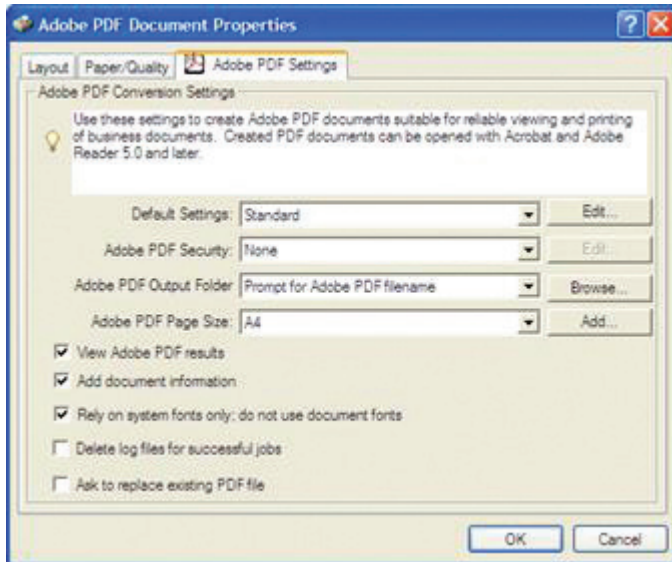 Adobe PDF Document Properties
Layout Paper/Quality Adobe PDF Settings
Adobe PDF Conversion Settings
Use these settings to create Adobe PDF documents suitable for reliable viewing and printing
of business documents. Created PDF documents can be opened with Acrobat and Adobe
Reader 5.0 and later.
Default Settings: Standard Edit...
Adobe PDF Security: None Edit...
Adobe PDF Output Folder Prompt for Adobe PDF filename Browse...
Adobe PDF Page Size: A4 Add...
View Adobe PDF results
Add document information
Rely on system fonts only; do not use document fonts
Delete log files for successful jobs
Ask to replace existing PDF file
OK Cancel